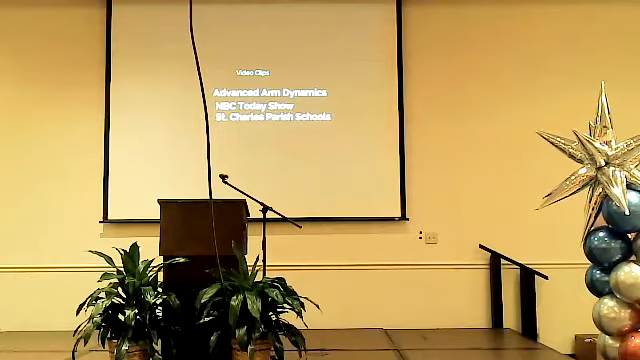 Video Clips
Advanced Arm Dynamics
NBC Today Show
St. Charles Parish Schools